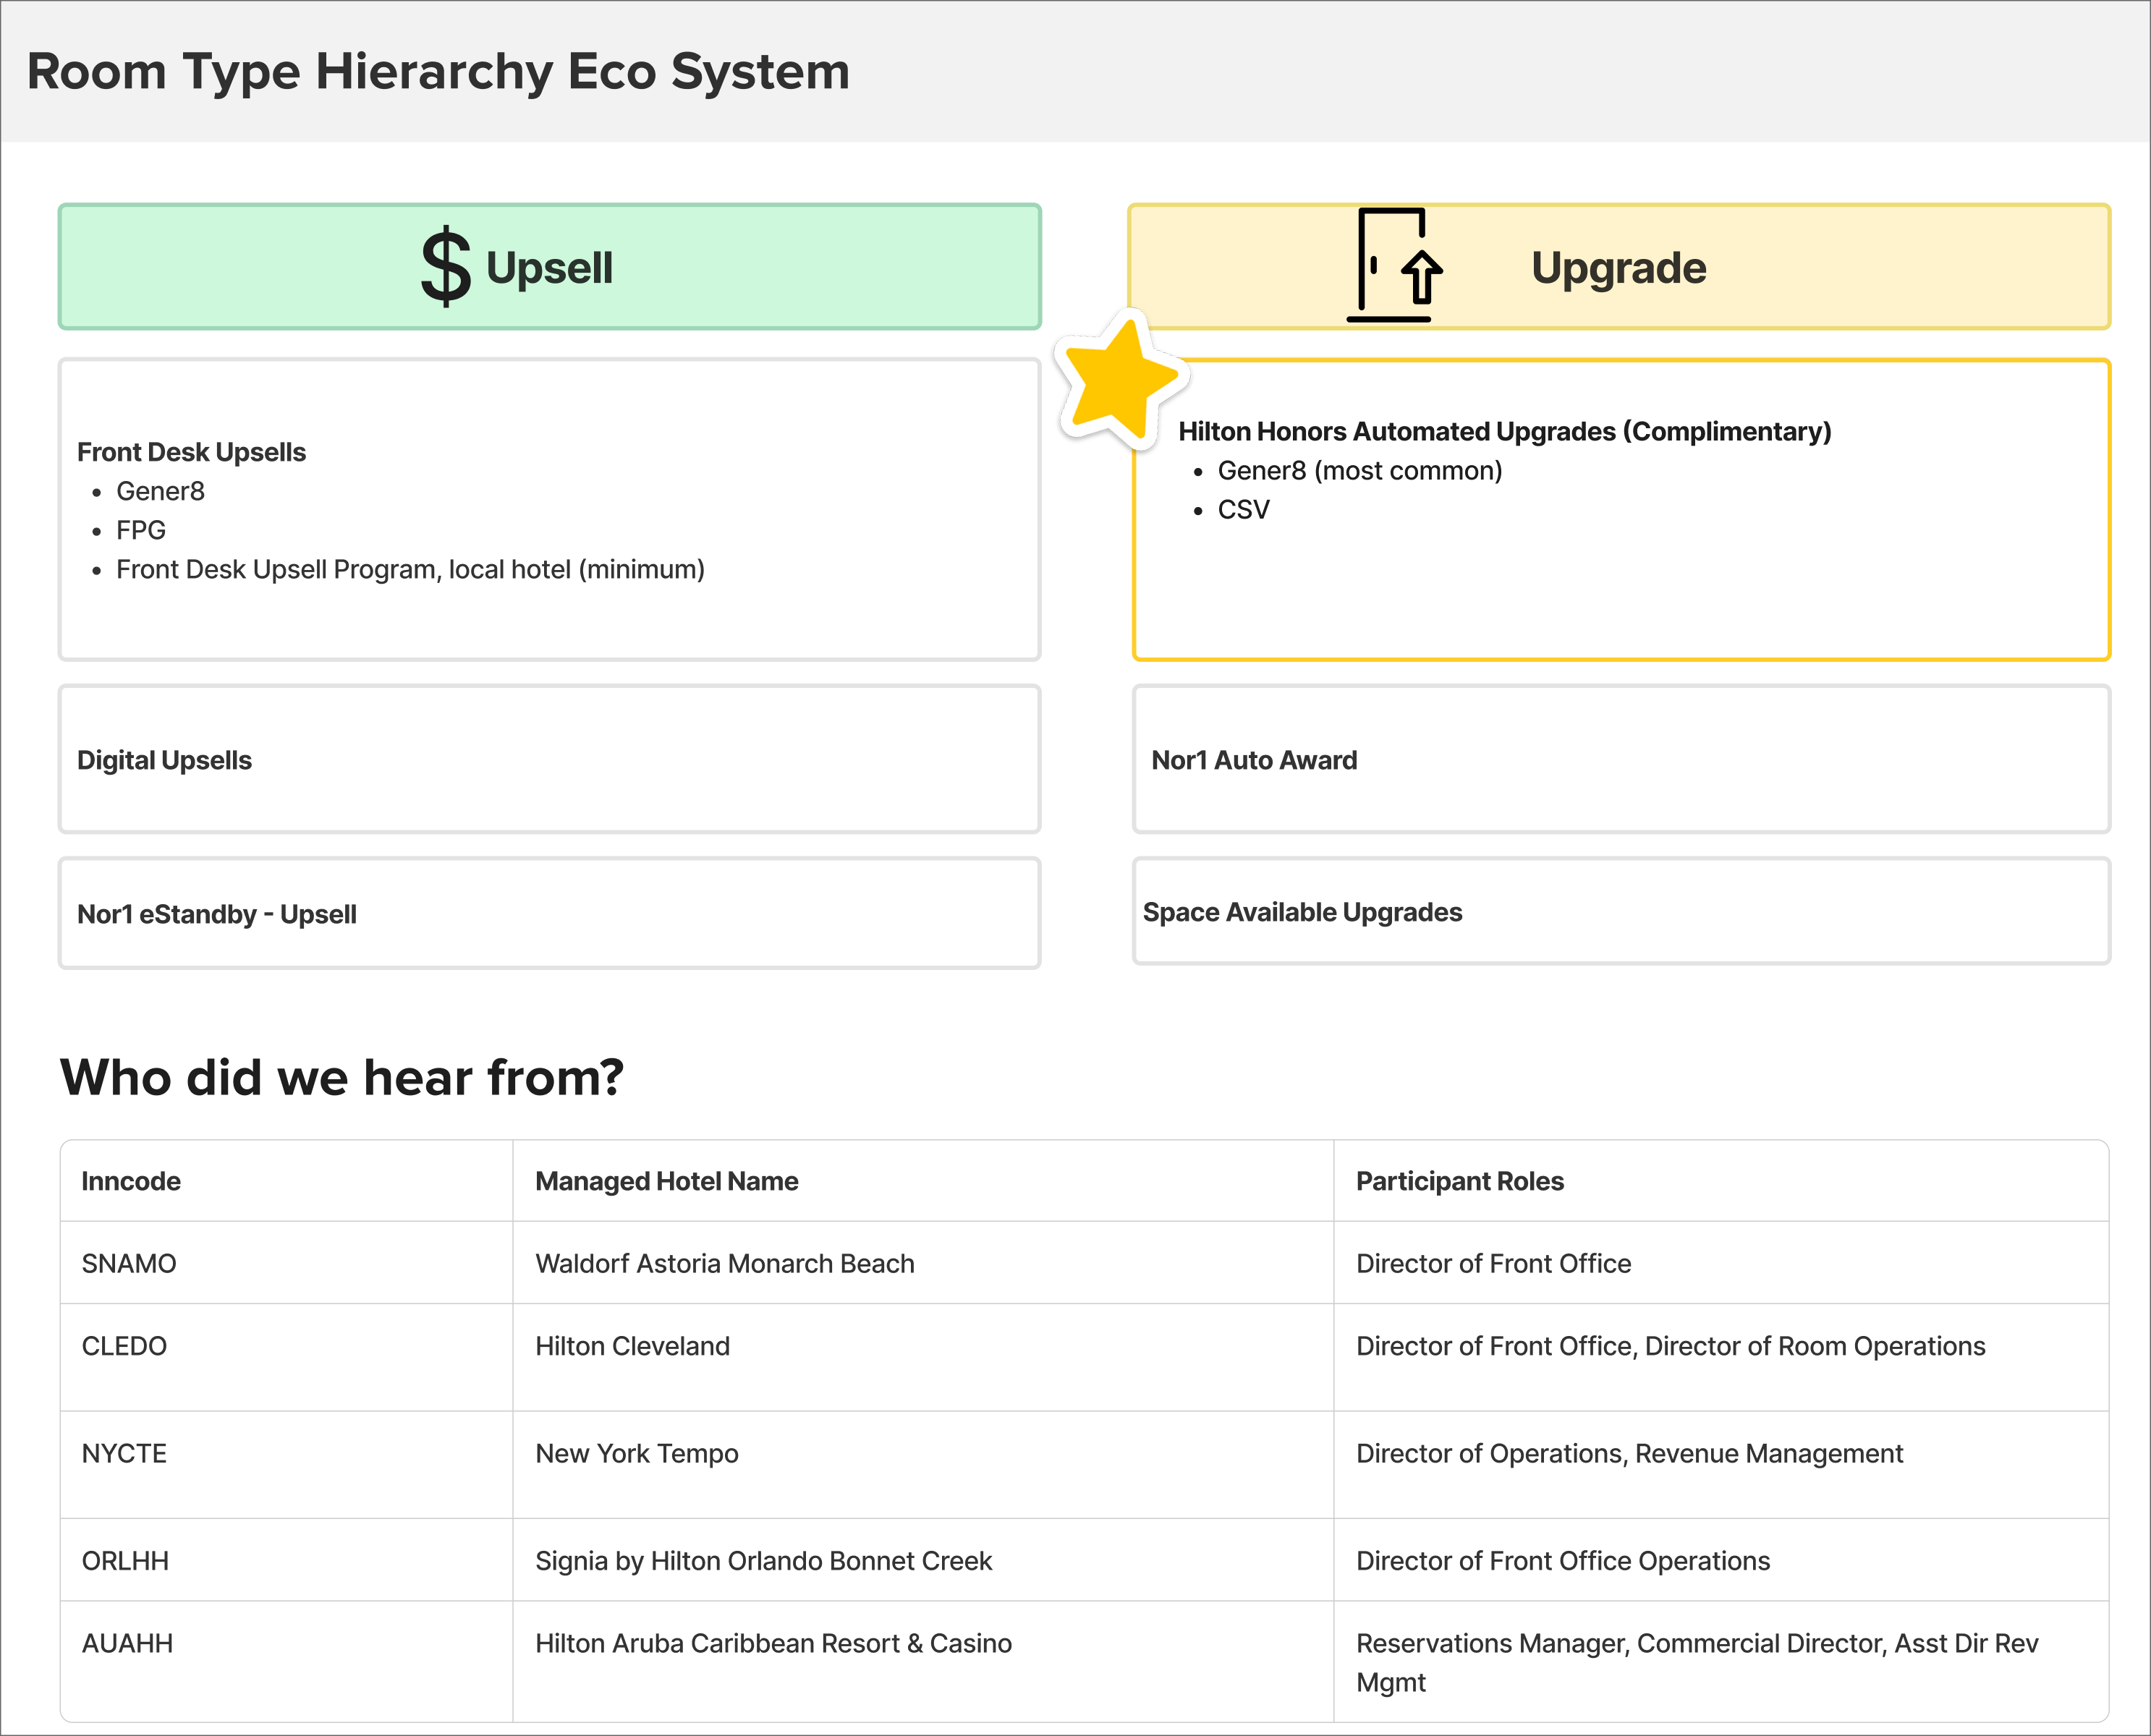 Room Type Hierarchy Eco System
$ Upsell
Upgrade
Front Desk Upsells
• Gener8
• FPG
• Front Desk Upsell Program, local hotel (minimum)
Hilton Honors Automated Upgrades (Complimentary)
• Gener8 (most common)
• CSV
Digital Upsells
Nor1 Auto Award
Nor1 eStandby - Upsell
Space Available Upgrades
Who did we hear from?
Inncode Managed Hotel Name Participant Roles
SNAMO Waldorf Astoria Monarch Beach Director of Front Office
CLEDO Hilton Cleveland Director of Front Office, Director of Room Operations
NYCTE New York Tempo Director of Operations, Revenue Management
ORLHH Signia by Hilton Orlando Bonnet Creek Director of Front Office Operations
AUAHH Hilton Aruba Caribbean Resort & Casino Reservations Manager, Commercial Director, Asst Dir Rev
Mgmt